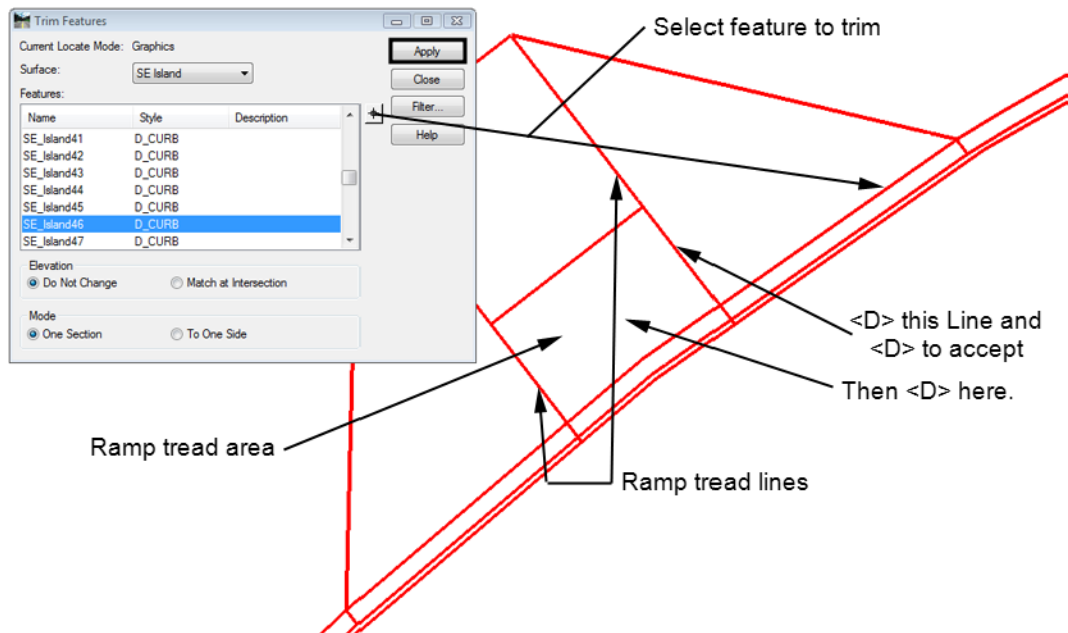 Trim Features
Current Locate Mode: Graphics
Surface: SE Island
Features:
Name Style Description
SE_Island41 D_CURB
SE_Island42 D_CURB
SE_Island43 D_CURB
SE_Island44 D_CURB
SE_Island45 D_CURB
SE_Island46 D_CURB
SE_Island47 D_CURB
Elevation
Do Not Change Match at Intersection
Mode
One Section To One Side
Apply
Close
Filter...
Help
Select feature to trim
<D> this Line and
<D> to accept
Then <D> here.
Ramp tread area
Ramp tread lines